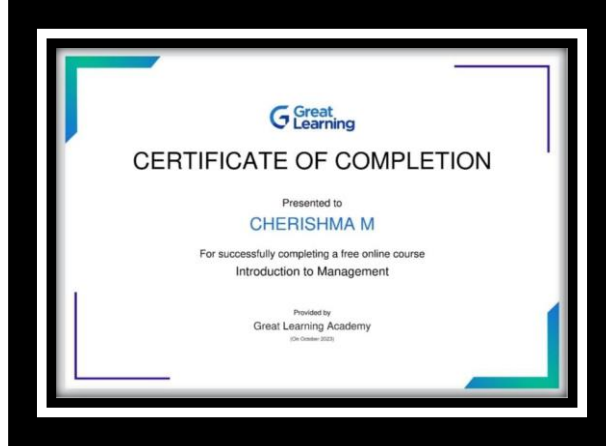 Great
Learning
CERTIFICATE OF COMPLETION
Presented to
CHERISHMA M
For successfully completing a free online course
Introduction to Management
Provided by
Great Learning Academy
(On October 2023)